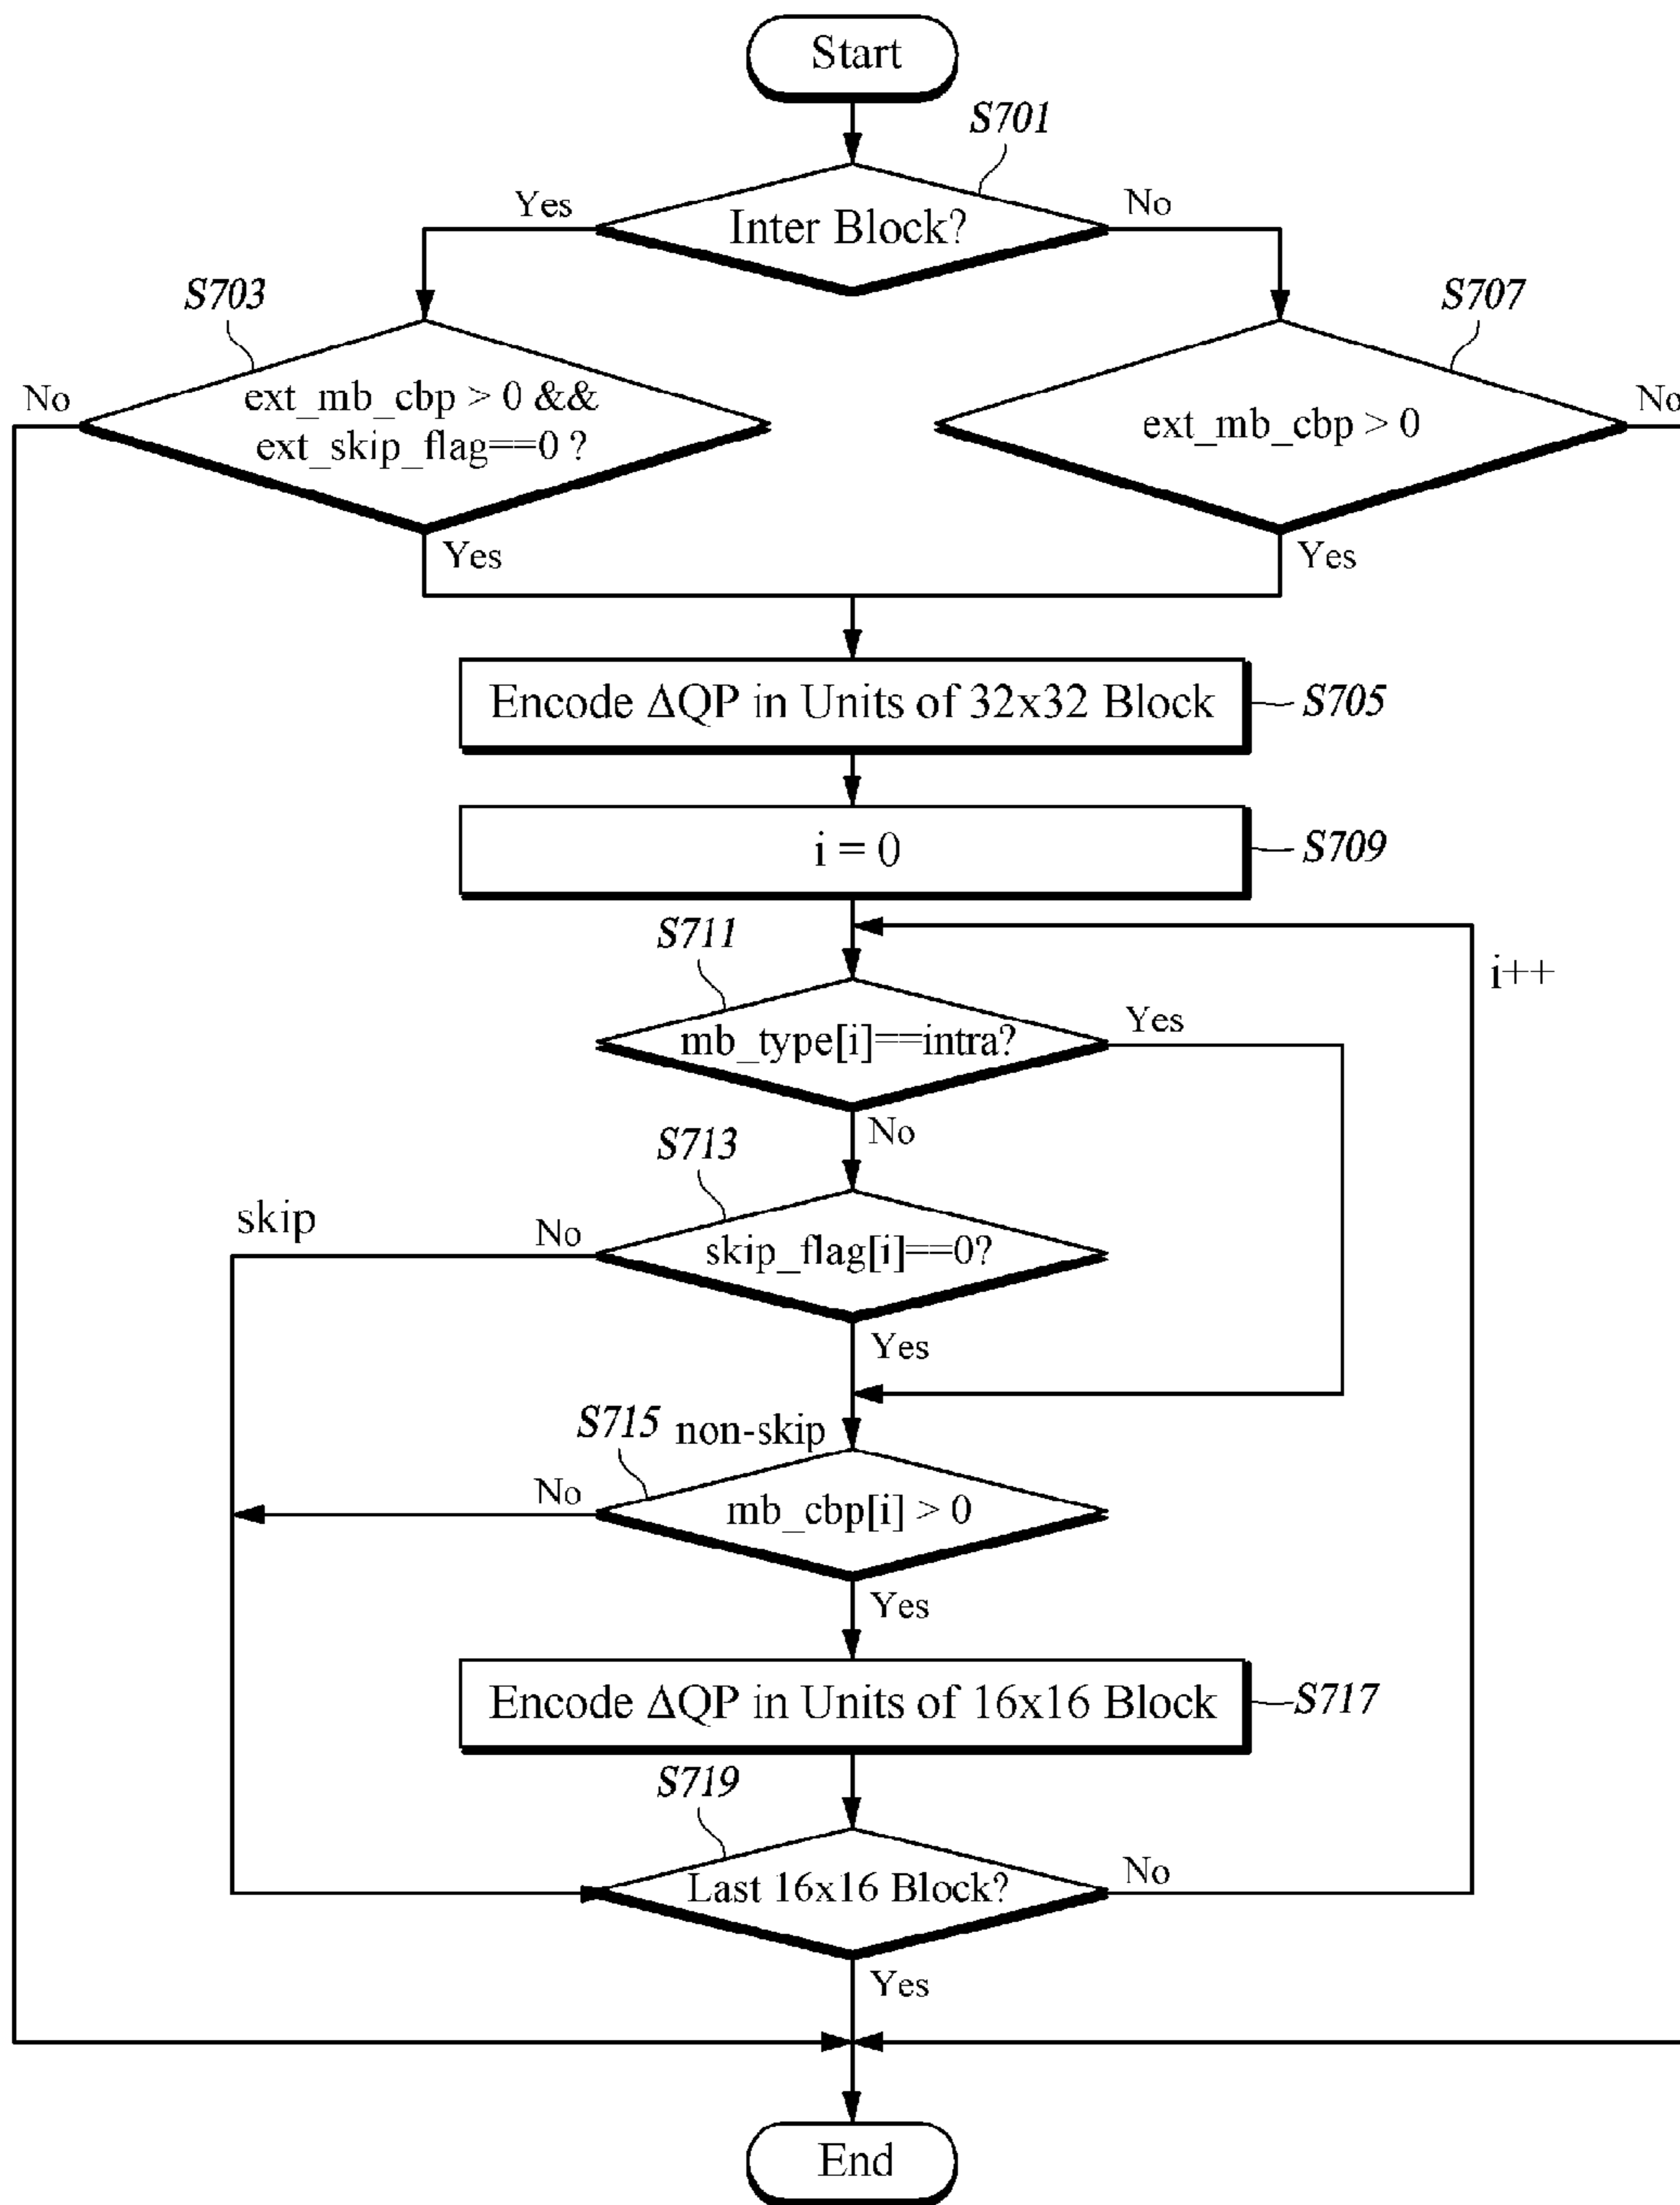 Start
S701
Yes
Inter Block?
No
S703
S707
No
ext_mb_cbp > 0 &&
ext_skip_flag==0 ?
ext_mb_cbp > 0
No
Yes
Yes
Encode ΔQP in Units of 32x32 Block
S705
i = 0
S709
S711
i++
mb_type[i]==intra?
Yes
No
S713
skip
No
skip_flag[i]==0?
Yes
S715
non-skip
No
mb_cbp[i] > 0
Yes
Encode ΔQP in Units of 16x16 Block
S717
S719
Last 16x16 Block?
No
Yes
End